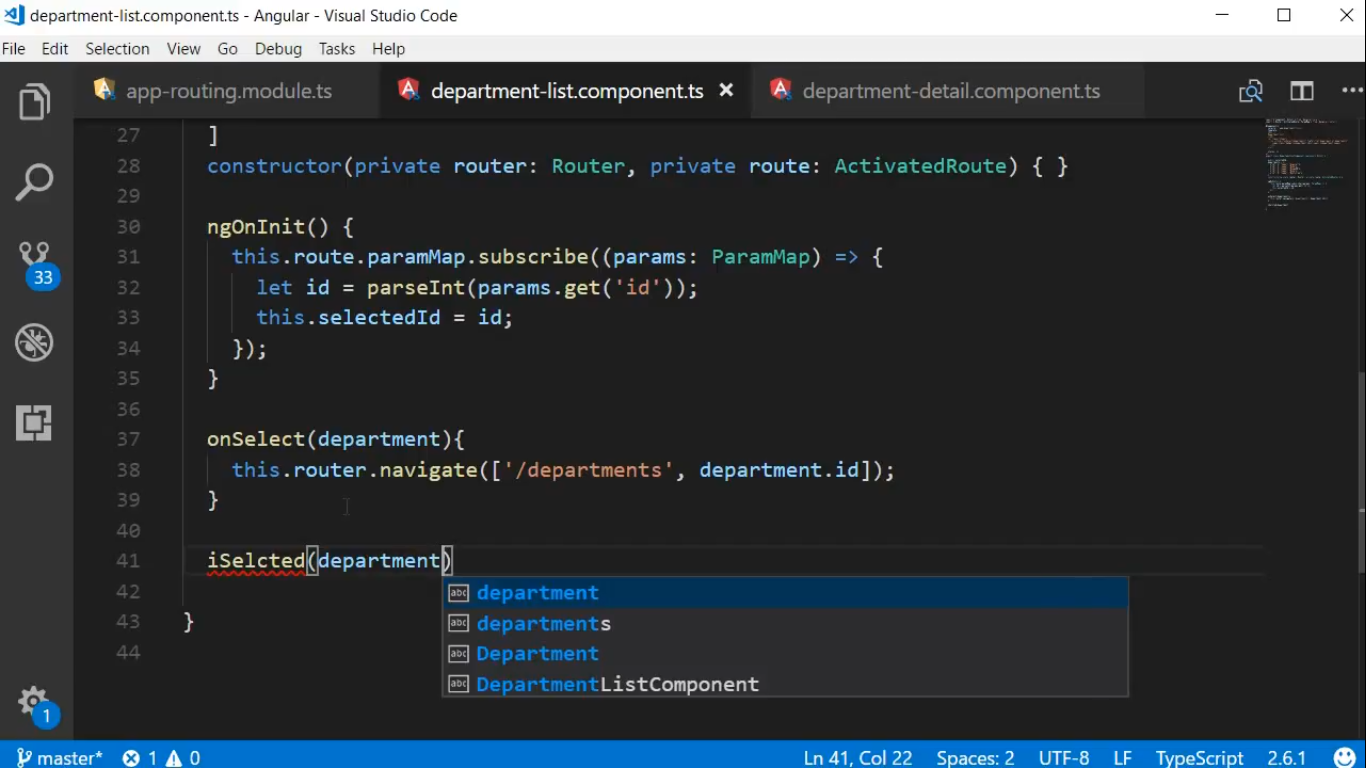 department-list.component.ts - Angular - Visual Studio Code
File Edit Selection View Go Debug Tasks Help
app-routing.module.ts department-list.component.ts × department-detail.component.ts
27 ]
28 constructor(private router: Router, private route: ActivatedRoute) { }
29
30 ngOnInit() {
31 this.route.paramMap.subscribe((params: ParamMap) => {
32 let id = parseInt(params.get('id'));
33 this.selectedId = id;
34 });
35 }
36
37 onSelect(department){
38 this.router.navigate(['/departments', department.id]);
39 }
40
41 iSelcted(department)
abc department
42
abc departments
43 }
abc Department
44
abc DepartmentListComponent
33
1
master* 1 0 Ln 41, Col 22 Spaces: 2 UTF-8 LF TypeScript 2.6.1